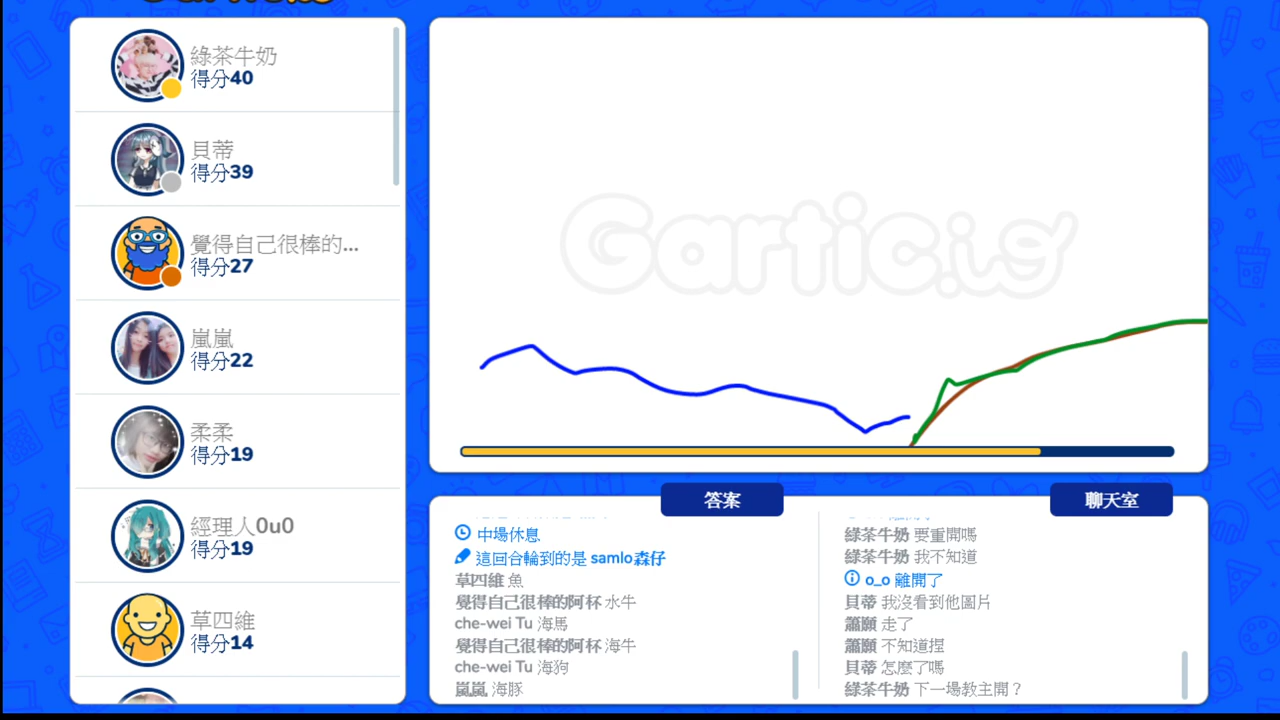 綠茶牛奶
得分40
貝蒂
得分39
覺得自己很棒的...
得分27
嵐嵐
得分22
柔柔
得分19
經理人0u0
得分19
草四維
得分14
Gartic.io
答案
中場休息
這回合輪到的是 samlo森仔
草四維 魚
覺得自己很棒的阿杯 水牛
che-wei Tu 海馬
覺得自己很棒的阿杯 海牛
che-wei Tu 海狗
嵐嵐 海豚
聊天室
綠茶牛奶 要重開嗎
綠茶牛奶 我不知道
o_o 離開了
貝蒂 我沒看到他圖片
簫願 走了
簫願 不知道捏
貝蒂 怎麼了嗎
綠茶牛奶 下一場教主開？